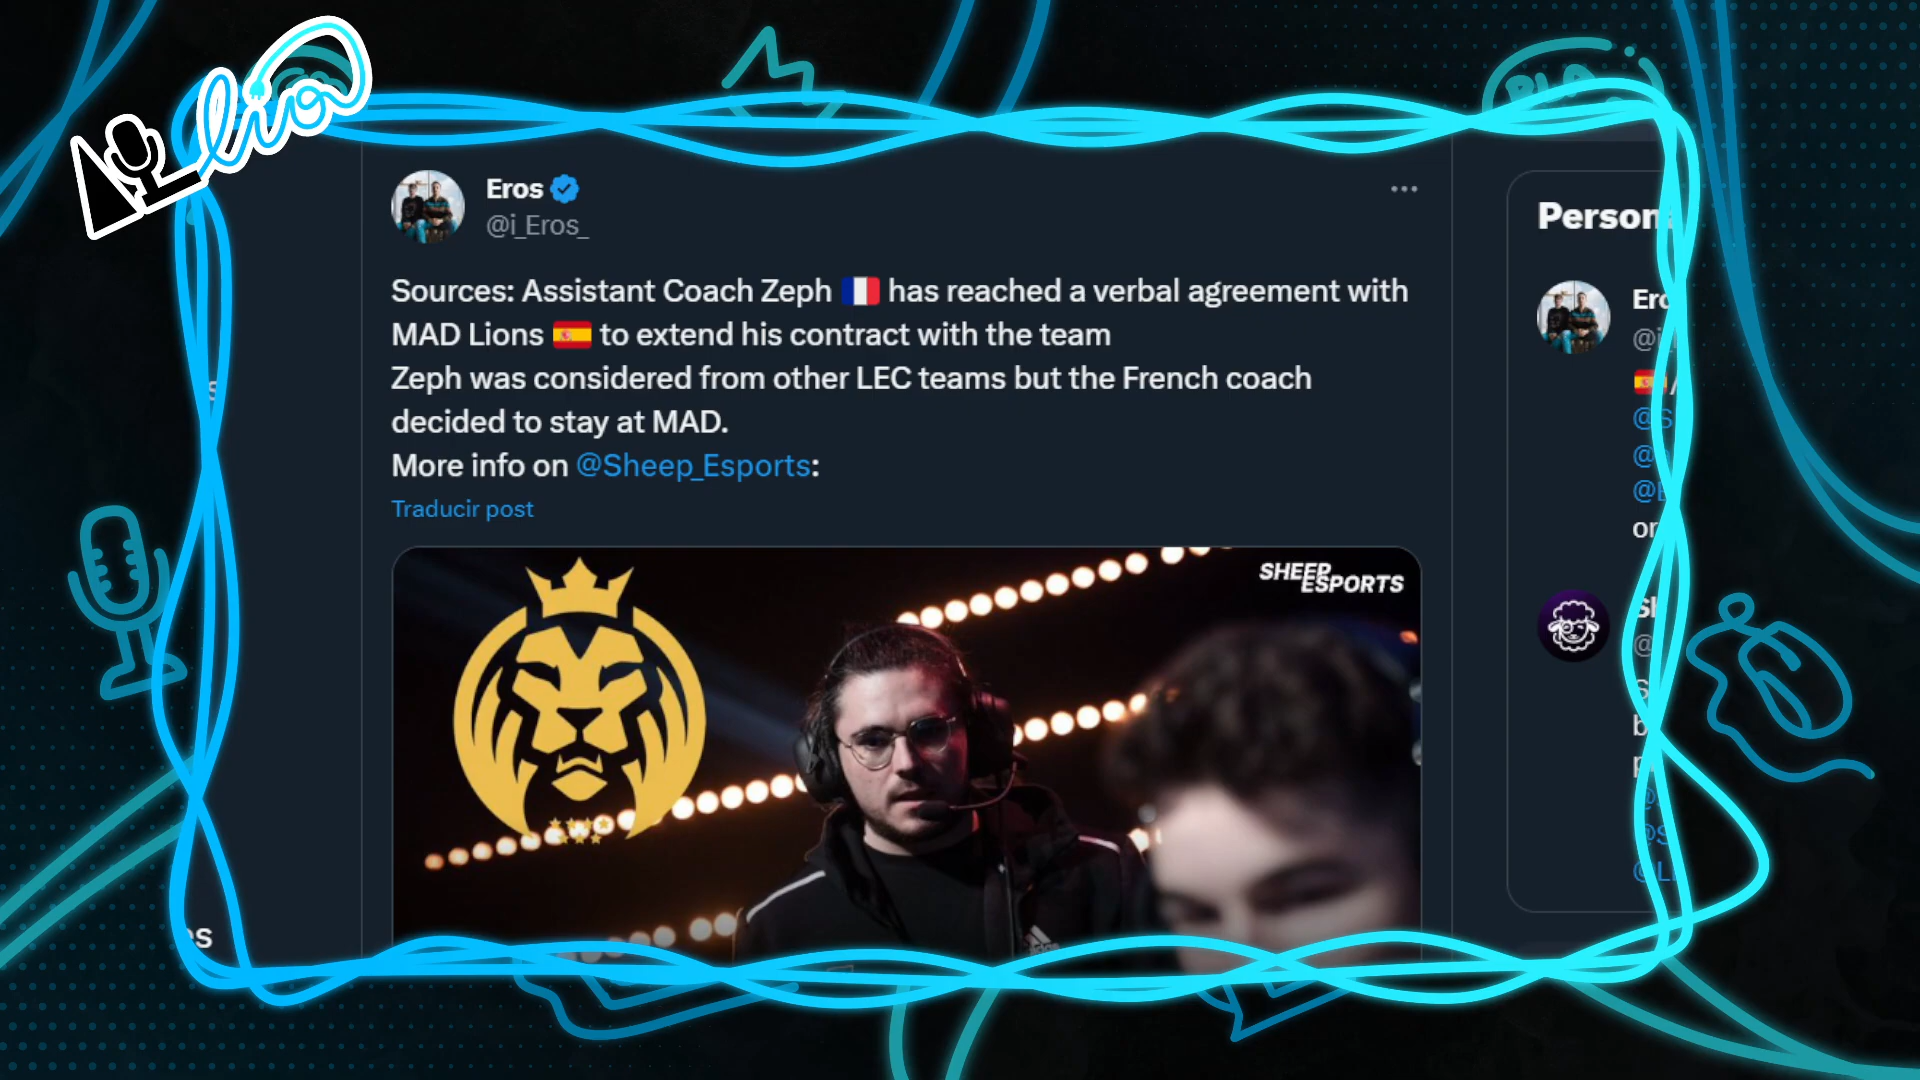 lio
Eros
@i_Eros_
Sources: Assistant Coach Zeph 🇫🇷 has reached a verbal agreement with
MAD Lions 🇪🇸 to extend his contract with the team
Zeph was considered from other LEC teams but the French coach
decided to stay at MAD.
More info on @Sheep_Esports:
Traducir post
SHEEP
ESPORTS